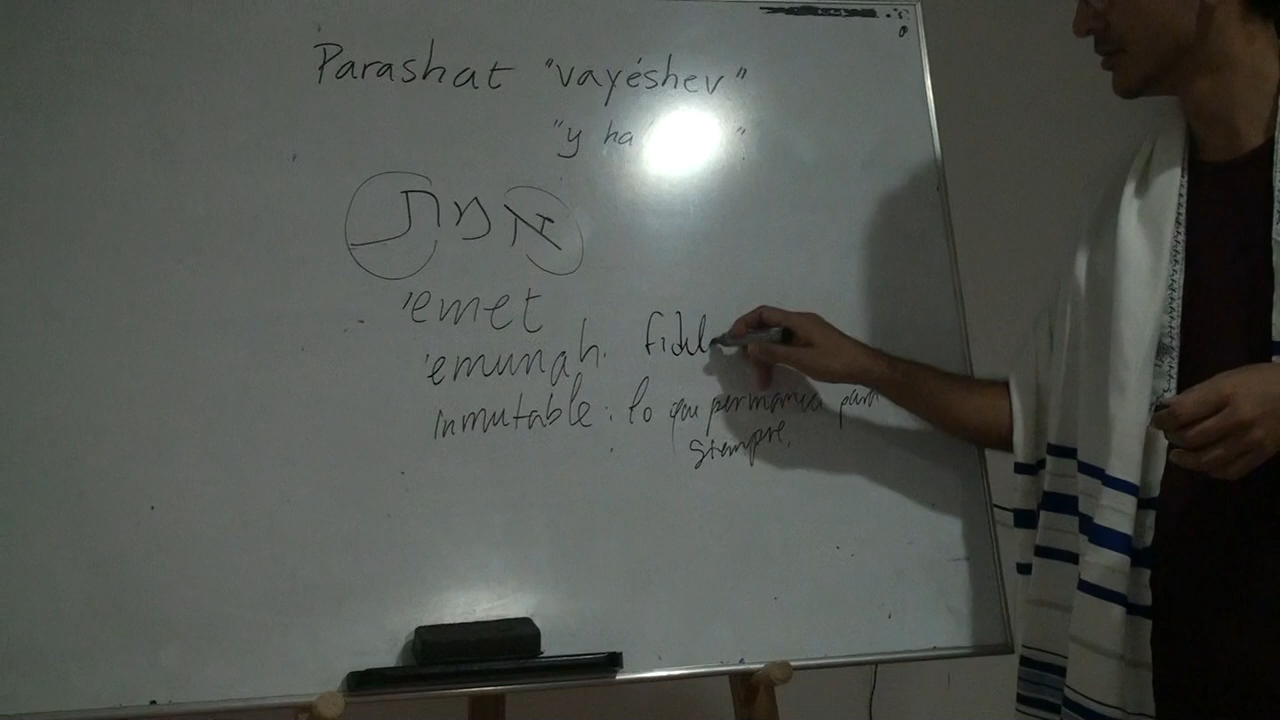 Parashat "vayéshev"
"y ha "
אמת
'emet
'emunah. fidel
inmutable: lo que permanece para
siempre.